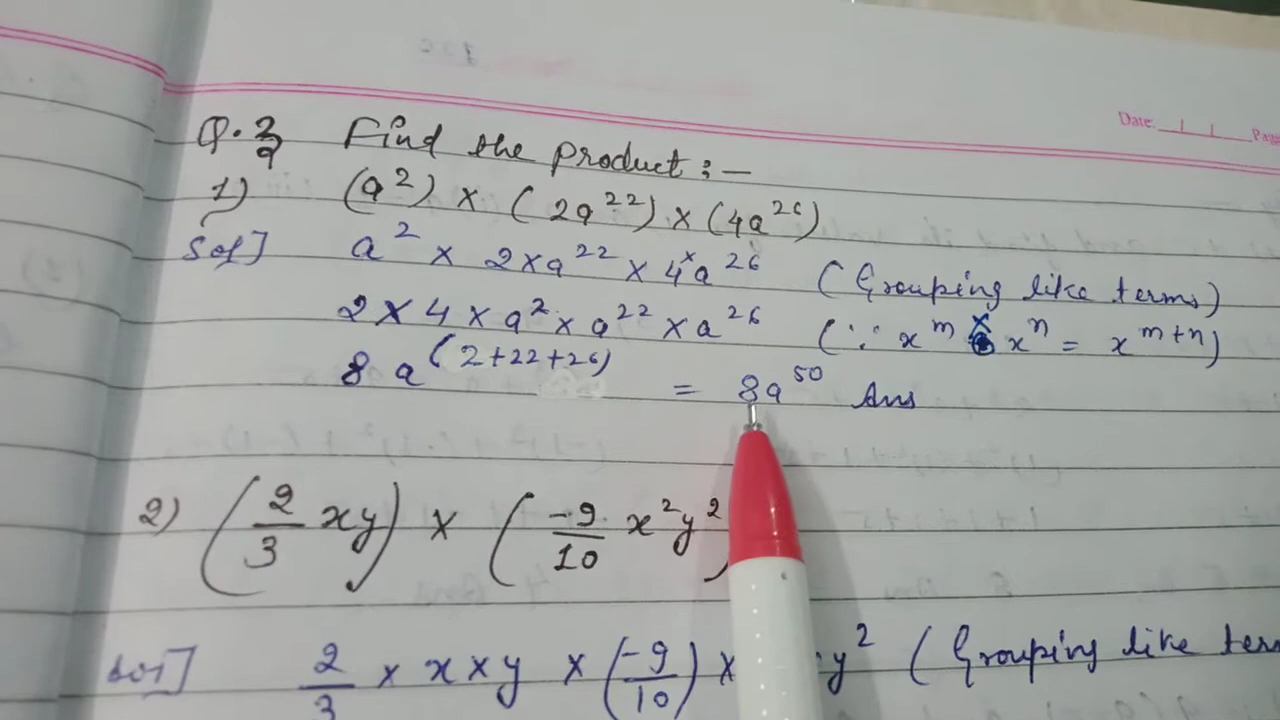 Date: Page
Q.2 Find the product:-
9
1) (a²) × (2a²²) × (4a²⁶)
Sol] a² × 2×a²² × 4×a²⁶ (Grouping like terms)
2 × 4 × a² × a²² × a²⁶ (∵ xᵐ × xⁿ = xᵐ⁺ⁿ)
8 a⁽²⁺²²⁺²⁶⁾ = 8a⁵⁰ Ans
2) (2/3 xy) × (-9/10 x²y²
Sol] 2/3 × x × y × (-9/10) × y² (Grouping like